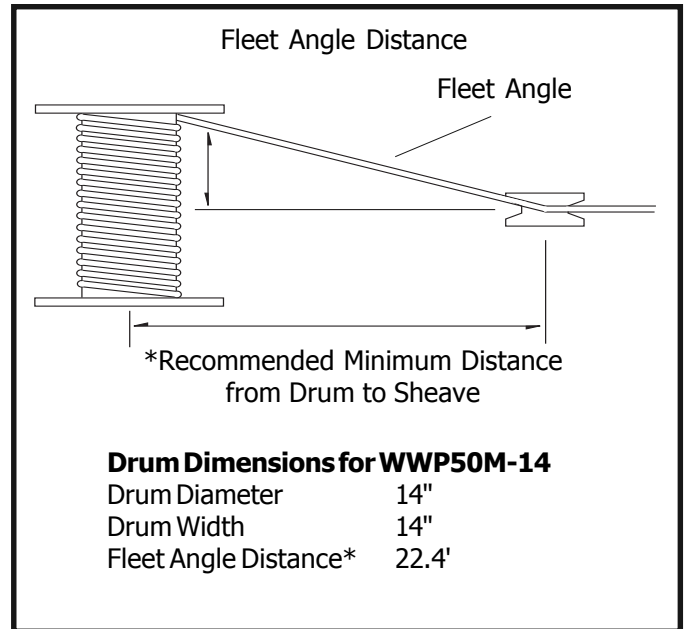 Fleet Angle Distance
Fleet Angle
*Recommended Minimum Distance
from Drum to Sheave
Drum Dimensions for WWP50M-14
Drum Diameter 14"
Drum Width 14"
Fleet Angle Distance* 22.4'